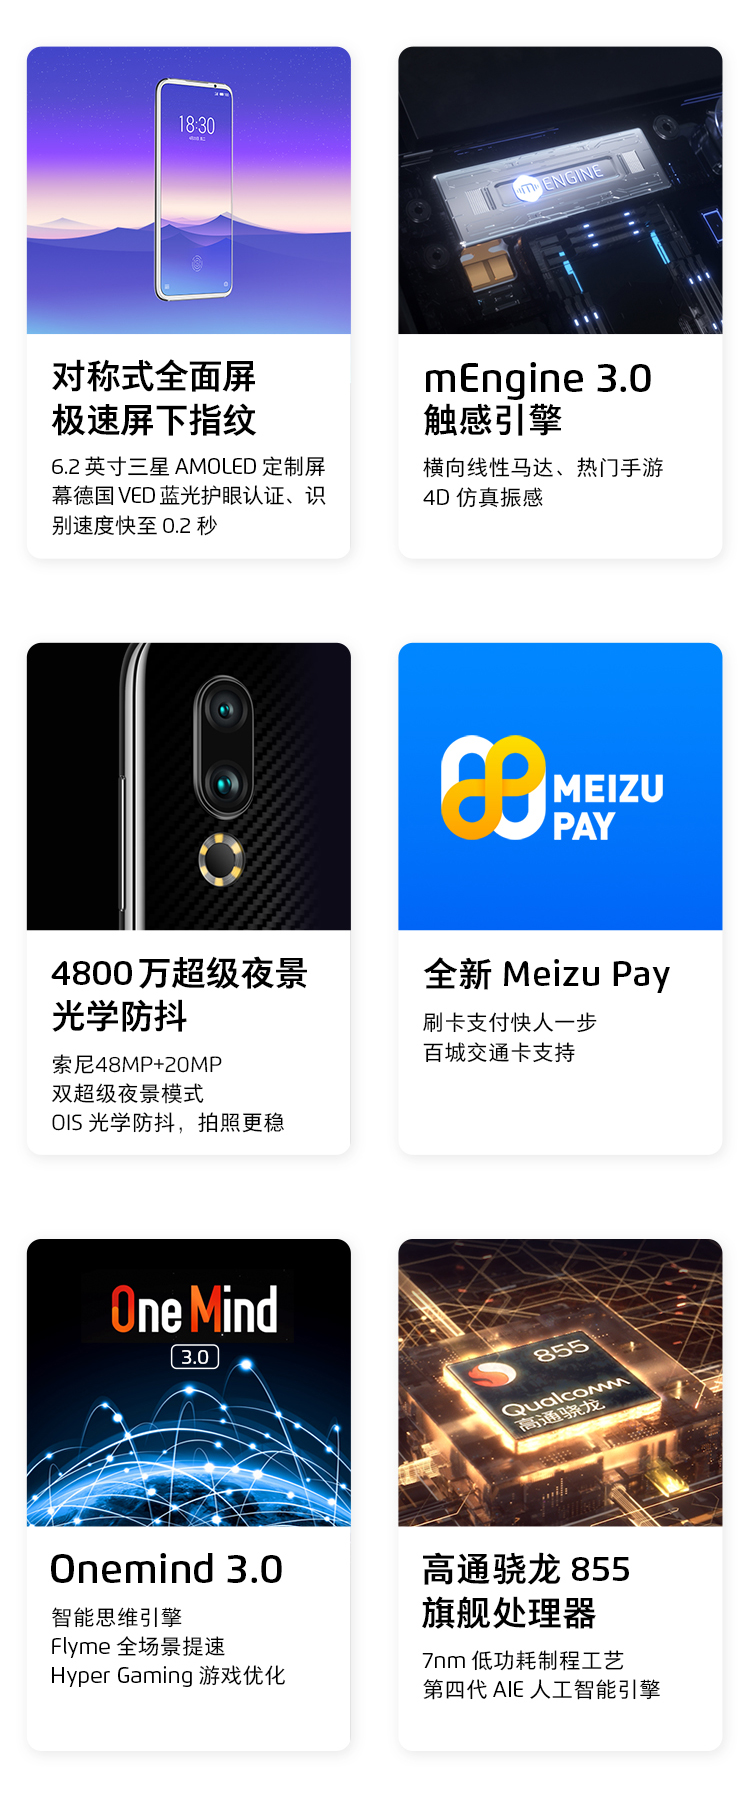 18:30
mENGINE
对称式全面屏
极速屏下指纹
6.2 英寸三星 AMOLED 定制屏
幕德国 VED 蓝光护眼认证、识
别速度快至 0.2 秒
mEngine 3.0
触感引擎
横向线性马达、热门手游
4D 仿真振感
MEIZU
PAY
4800 万超级夜景
光学防抖
索尼48MP+20MP
双超级夜景模式
OIS 光学防抖，拍照更稳
全新 Meizu Pay
刷卡支付快人一步
百城交通卡支持
One Mind
3.0
855
Qualcomm
高通骁龙
Onemind 3.0
智能思维引擎
Flyme 全场景提速
Hyper Gaming 游戏优化
高通骁龙 855
旗舰处理器
7nm 低功耗制程工艺
第四代 AIE 人工智能引擎